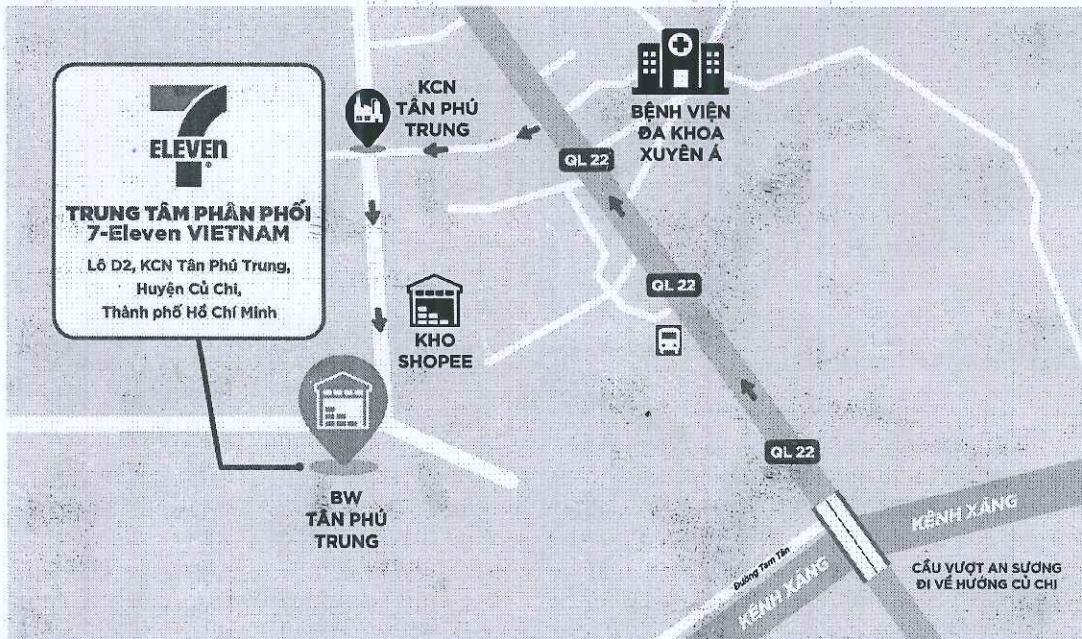 7
ELEVEN
TRUNG TÂM PHÂN PHỐI
7-Eleven VIETNAM
Lô D2, KCN Tân Phú Trung,
Huyện Củ Chi,
Thành phố Hồ Chí Minh
KCN
TÂN PHÚ
TRUNG
BỆNH VIỆN
ĐA KHOA
XUYÊN Á
QL 22
QL 22
KHO
SHOPEE
QL 22
BW
TÂN PHÚ
TRUNG
KÊNH XÁNG
Đường Tam Tân
KÊNH XÁNG
CẦU VƯỢT AN SƯƠNG
ĐI VỀ HƯỚNG CỦ CHI